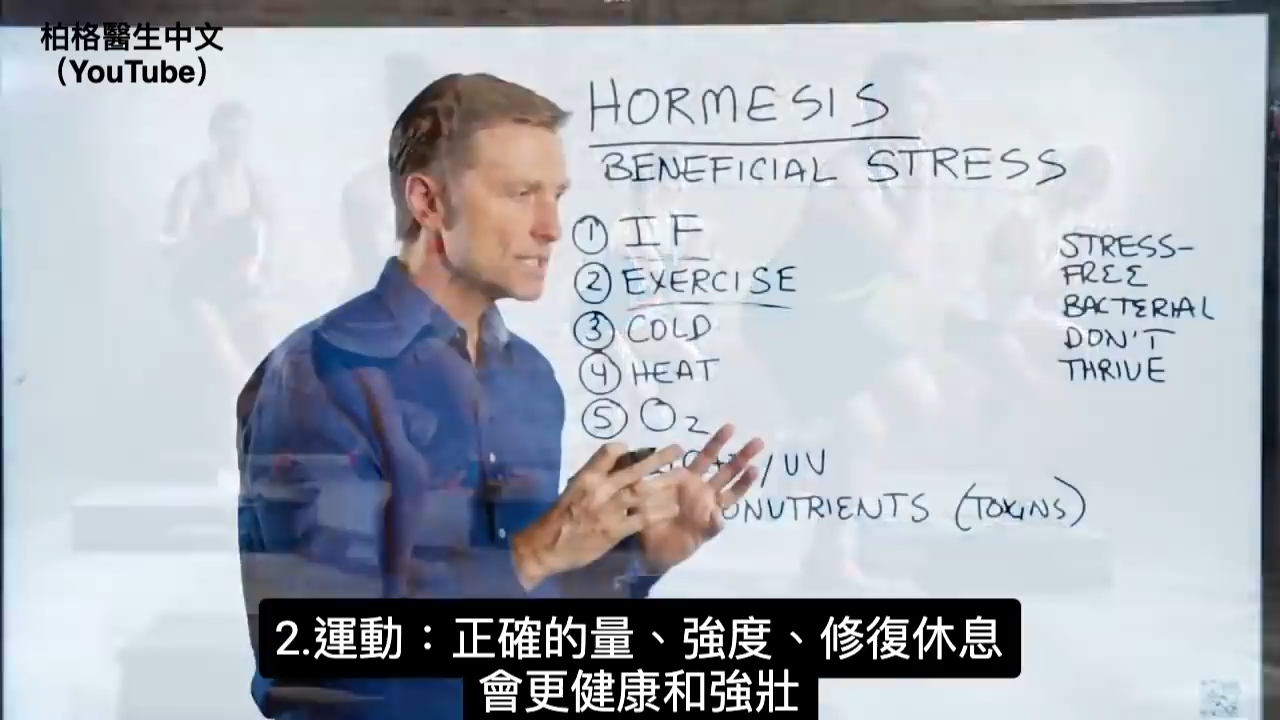 柏格醫生中文
（YouTube）
HORMESIS
BENEFICIAL STRESS
① IF
② EXERCISE
③ COLD
④ HEAT
⑤ O₂
/UV
(TOXINS)
STRESS-
FREE
BACTERIAL
DON'T
THRIVE
2.運動：正確的量、強度、修復休息
會更健康和強壯